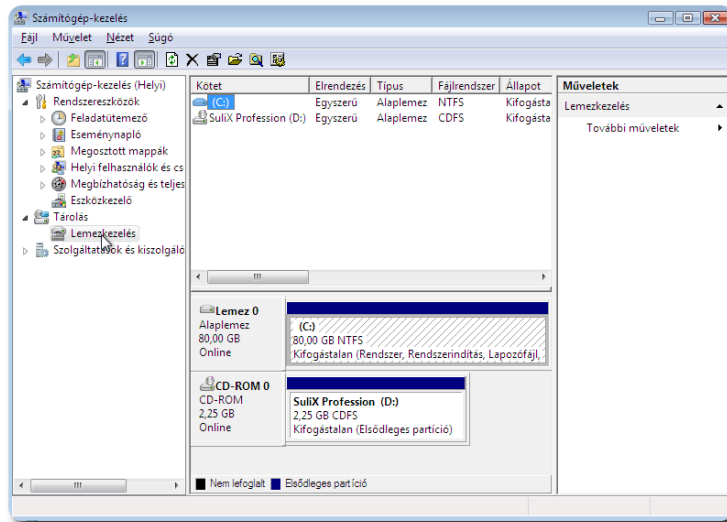 Számítógép-kezelés
Fájl Művelet Nézet Súgó
Számítógép-kezelés (Helyi)
Rendszereszközök
Feladatütemező
Eseménynapló
Megosztott mappák
Helyi felhasználók és cs
Megbízhatóság és teljes
Eszközkezelő
Tárolás
Lemezkezelés
Szolgáltatások és kiszolgáló
Kötet Elrendezés Típus Fájlrendszer Állapot
(C:) Egyszerű Alaplemez NTFS Kifogásta
SuliX Profession (D:) Egyszerű Alaplemez CDFS Kifogásta
Lemez 0
Alaplemez
80,00 GB
Online
(C:)
80,00 GB NTFS
Kifogástalan (Rendszer, Rendszerindítás, Lapozófájl,
CD-ROM 0
CD-ROM
2,25 GB
Online
SuliX Profession (D:)
2,25 GB CDFS
Kifogástalan (Elsődleges partíció)
Nem lefoglalt Elsődleges partíció
Műveletek
Lemezkezelés
További műveletek